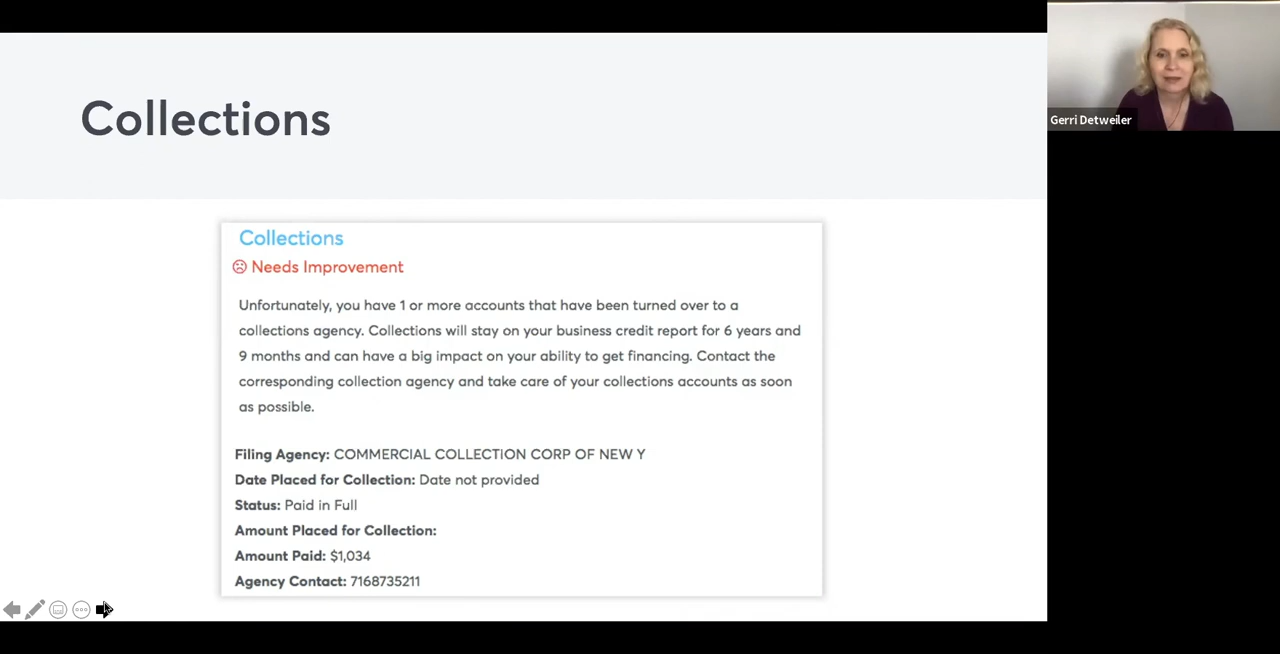 Collections
Gerri Detweiler
Collections
Needs Improvement
Unfortunately, you have 1 or more accounts that have been turned over to a
collections agency. Collections will stay on your business credit report for 6 years and
9 months and can have a big impact on your ability to get financing. Contact the
corresponding collection agency and take care of your collections accounts as soon
as possible.
Filing Agency: COMMERCIAL COLLECTION CORP OF NEW Y
Date Placed for Collection: Date not provided
Status: Paid in Full
Amount Placed for Collection:
Amount Paid: $1,034
Agency Contact: 7168735211